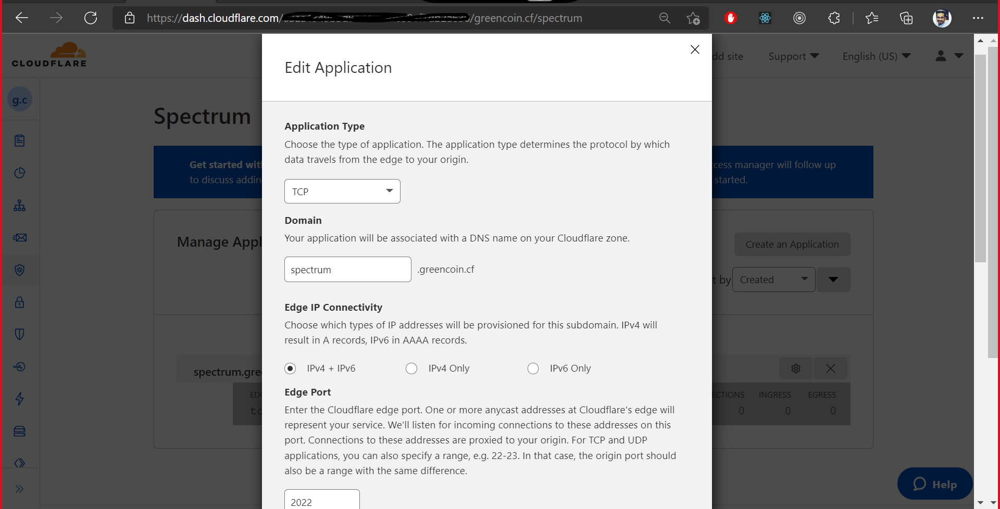 https://dash.cloudflare.com/
/greencoin.cf/spectrum
CLOUDFLARE
dd site
Support
English (US)
g.c
Spectrum
Get started wit
to discuss addin
ccess manager will follow up
started.
Manage Appl
Create an Application
t by
Created
spectrum.gre
ED
tc
ECTIONS
INGRESS
EGRESS
0
0
0
Edit Application
Application Type
Choose the type of application. The application type determines the protocol by which
data travels from the edge to your origin.
TCP
Domain
Your application will be associated with a DNS name on your Cloudflare zone.
spectrum
.greencoin.cf
Edge IP Connectivity
Choose which types of IP addresses will be provisioned for this subdomain. IPv4 will
result in A records, IPv6 in AAAA records.
IPv4 + IPv6
IPv4 Only
IPv6 Only
Edge Port
Enter the Cloudflare edge port. One or more anycast addresses at Cloudflare's edge will
represent your service. We'll listen for incoming connections to these addresses on this
port. Connections to these addresses are proxied to your origin. For TCP and UDP
applications, you can also specify a range, e.g. 22-23. In that case, the origin port should
also be a range with the same difference.
2022
Help